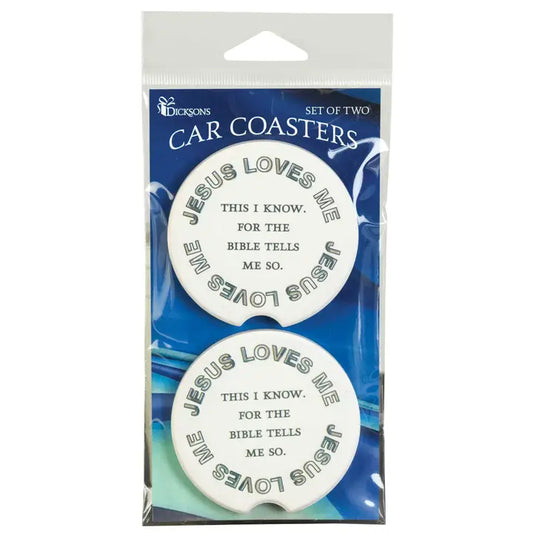 DICKSONS
SET OF TWO
CAR COASTERS
JESUS LOVES ME
JESUS LOVES ME
THIS I KNOW.
FOR THE
BIBLE TELLS
ME SO.
JESUS LOVES ME
JESUS LOVES ME
THIS I KNOW.
FOR THE
BIBLE TELLS
ME SO.